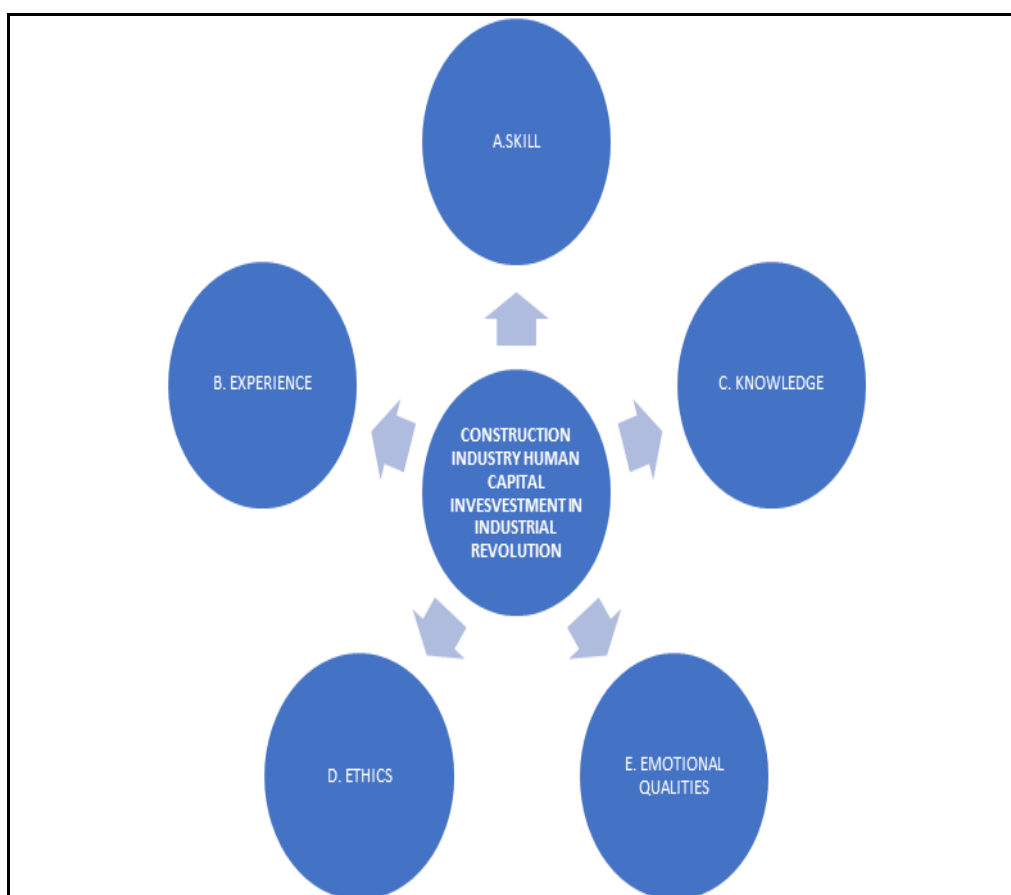 A.SKILL
B. EXPERIENCE
C. KNOWLEDGE
CONSTRUCTION
INDUSTRY HUMAN
CAPITAL
INVESVESTMENT IN
INDUSTRIAL
REVOLUTION
D. ETHICS
E. EMOTIONAL
QUALITIES